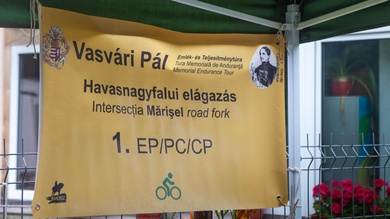 Vasvári Pál
Emlék- és Teljesítménytúra
Tura Memorială de Anduranță
Memorial Endurance Tour
Havasnagyfalui elágazás
Intersecția Mărișel road fork
1. EP/PC/CP